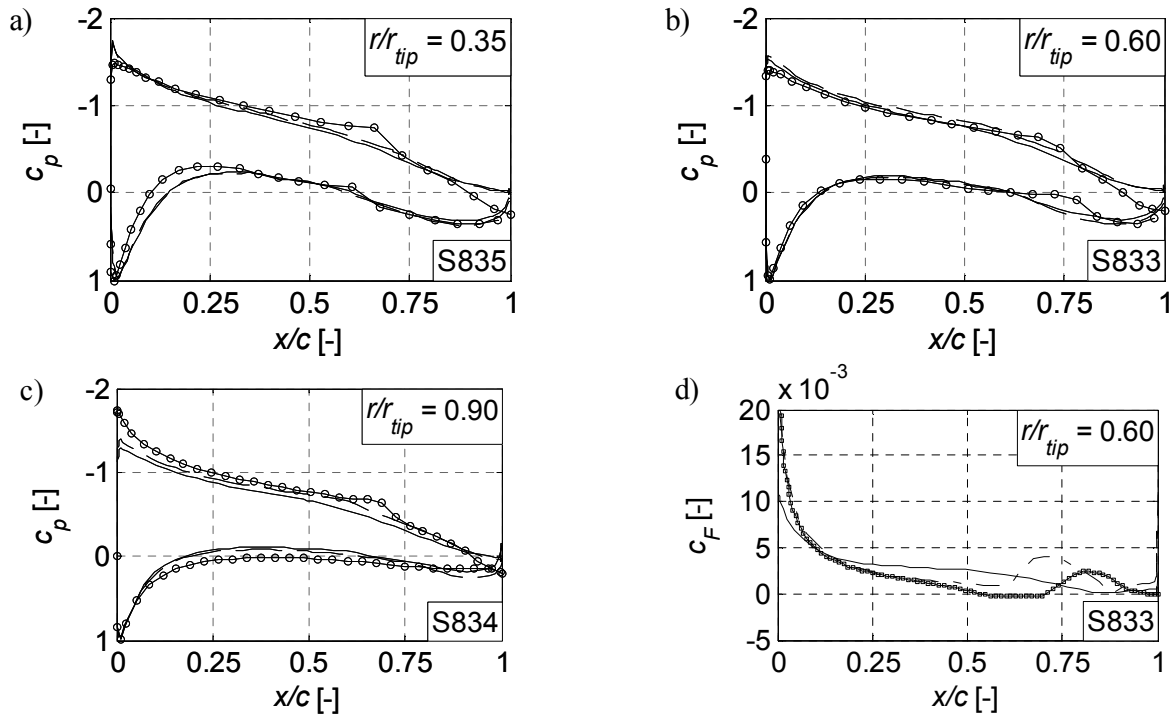 a)
-2
-1
0
1
c_p [-]
r/r_tip = 0.35
S835
0
0.25
0.5
0.75
1
x/c [-]
b)
-2
-1
0
1
c_p [-]
r/r_tip = 0.60
S833
0
0.25
0.5
0.75
1
x/c [-]
c)
-2
-1
0
1
c_p [-]
r/r_tip = 0.90
S834
0
0.25
0.5
0.75
1
x/c [-]
d)
x 10^-3
20
15
10
5
0
-5
c_F [-]
r/r_tip = 0.60
S833
0
0.25
0.5
0.75
1
x/c [-]